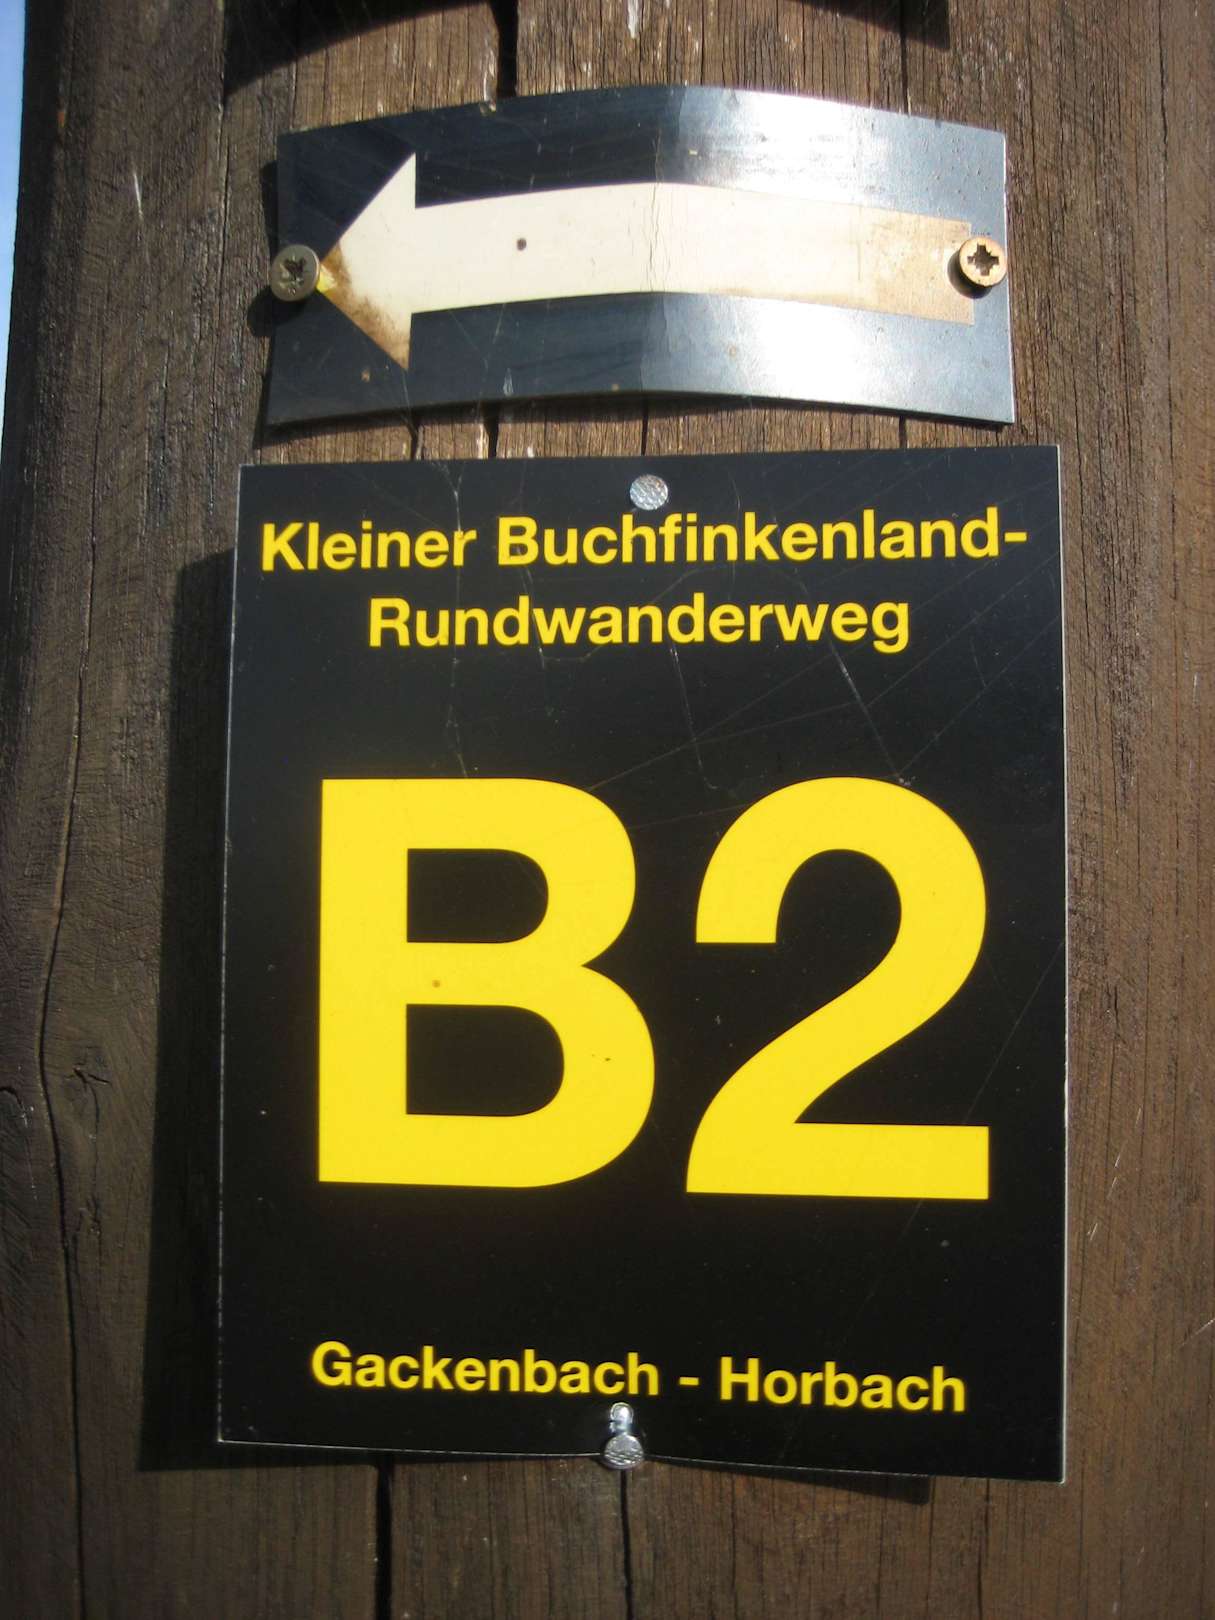 Kleiner Buchfinkenland-
Rundwanderweg
B2
Gackenbach - Horbach